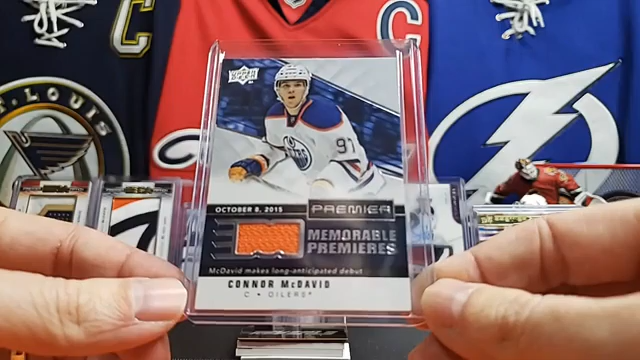 C
C
ST. LOUIS
UPPER DECK
97
OCTOBER 8, 2015
PREMIER
MEMORABLE
PREMIERES
McDavid makes long-anticipated debut
CONNOR McDAVID
C • OILERS®